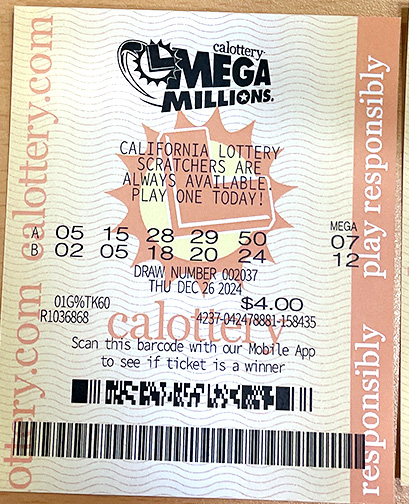 calottery
MEGA
MILLIONS.
CALIFORNIA LOTTERY
SCRATCHERS ARE
ALWAYS AVAILABLE.
PLAY ONE TODAY!
MEGA
A 05 15 28 29 50 07
B 02 05 18 20 24 12
DRAW NUMBER 002037
THU DEC 26 2024
01G%TK60 $4.00
R1036868 4237-042478881-158435
calottery
Scan this barcode with our Mobile App
to see if ticket is a winner
ottery.com calottery.com
responsibly play responsibly